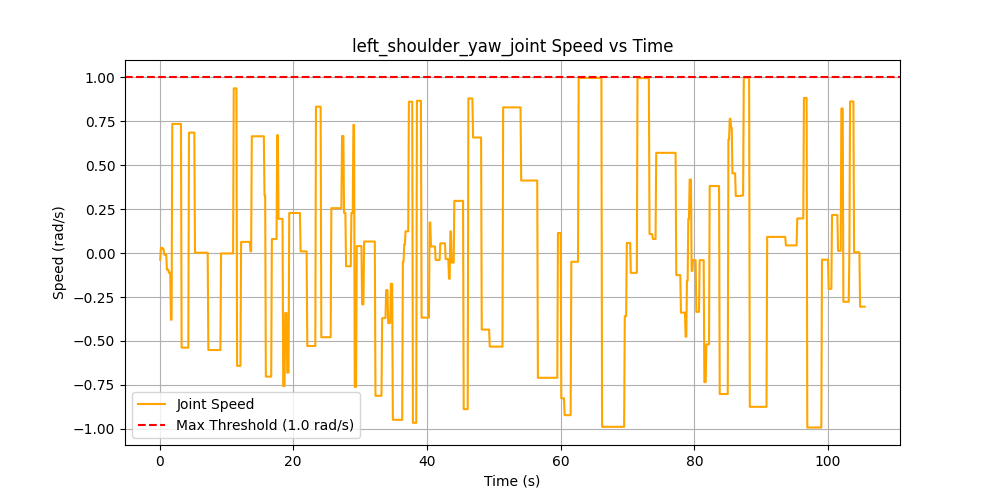 left_shoulder_yaw_joint Speed vs Time
Speed (rad/s)
1.00
0.75
0.50
0.25
0.00
−0.25
−0.50
−0.75
−1.00
Joint Speed
Max Threshold (1.0 rad/s)
0 20 40 60 80 100
Time (s)